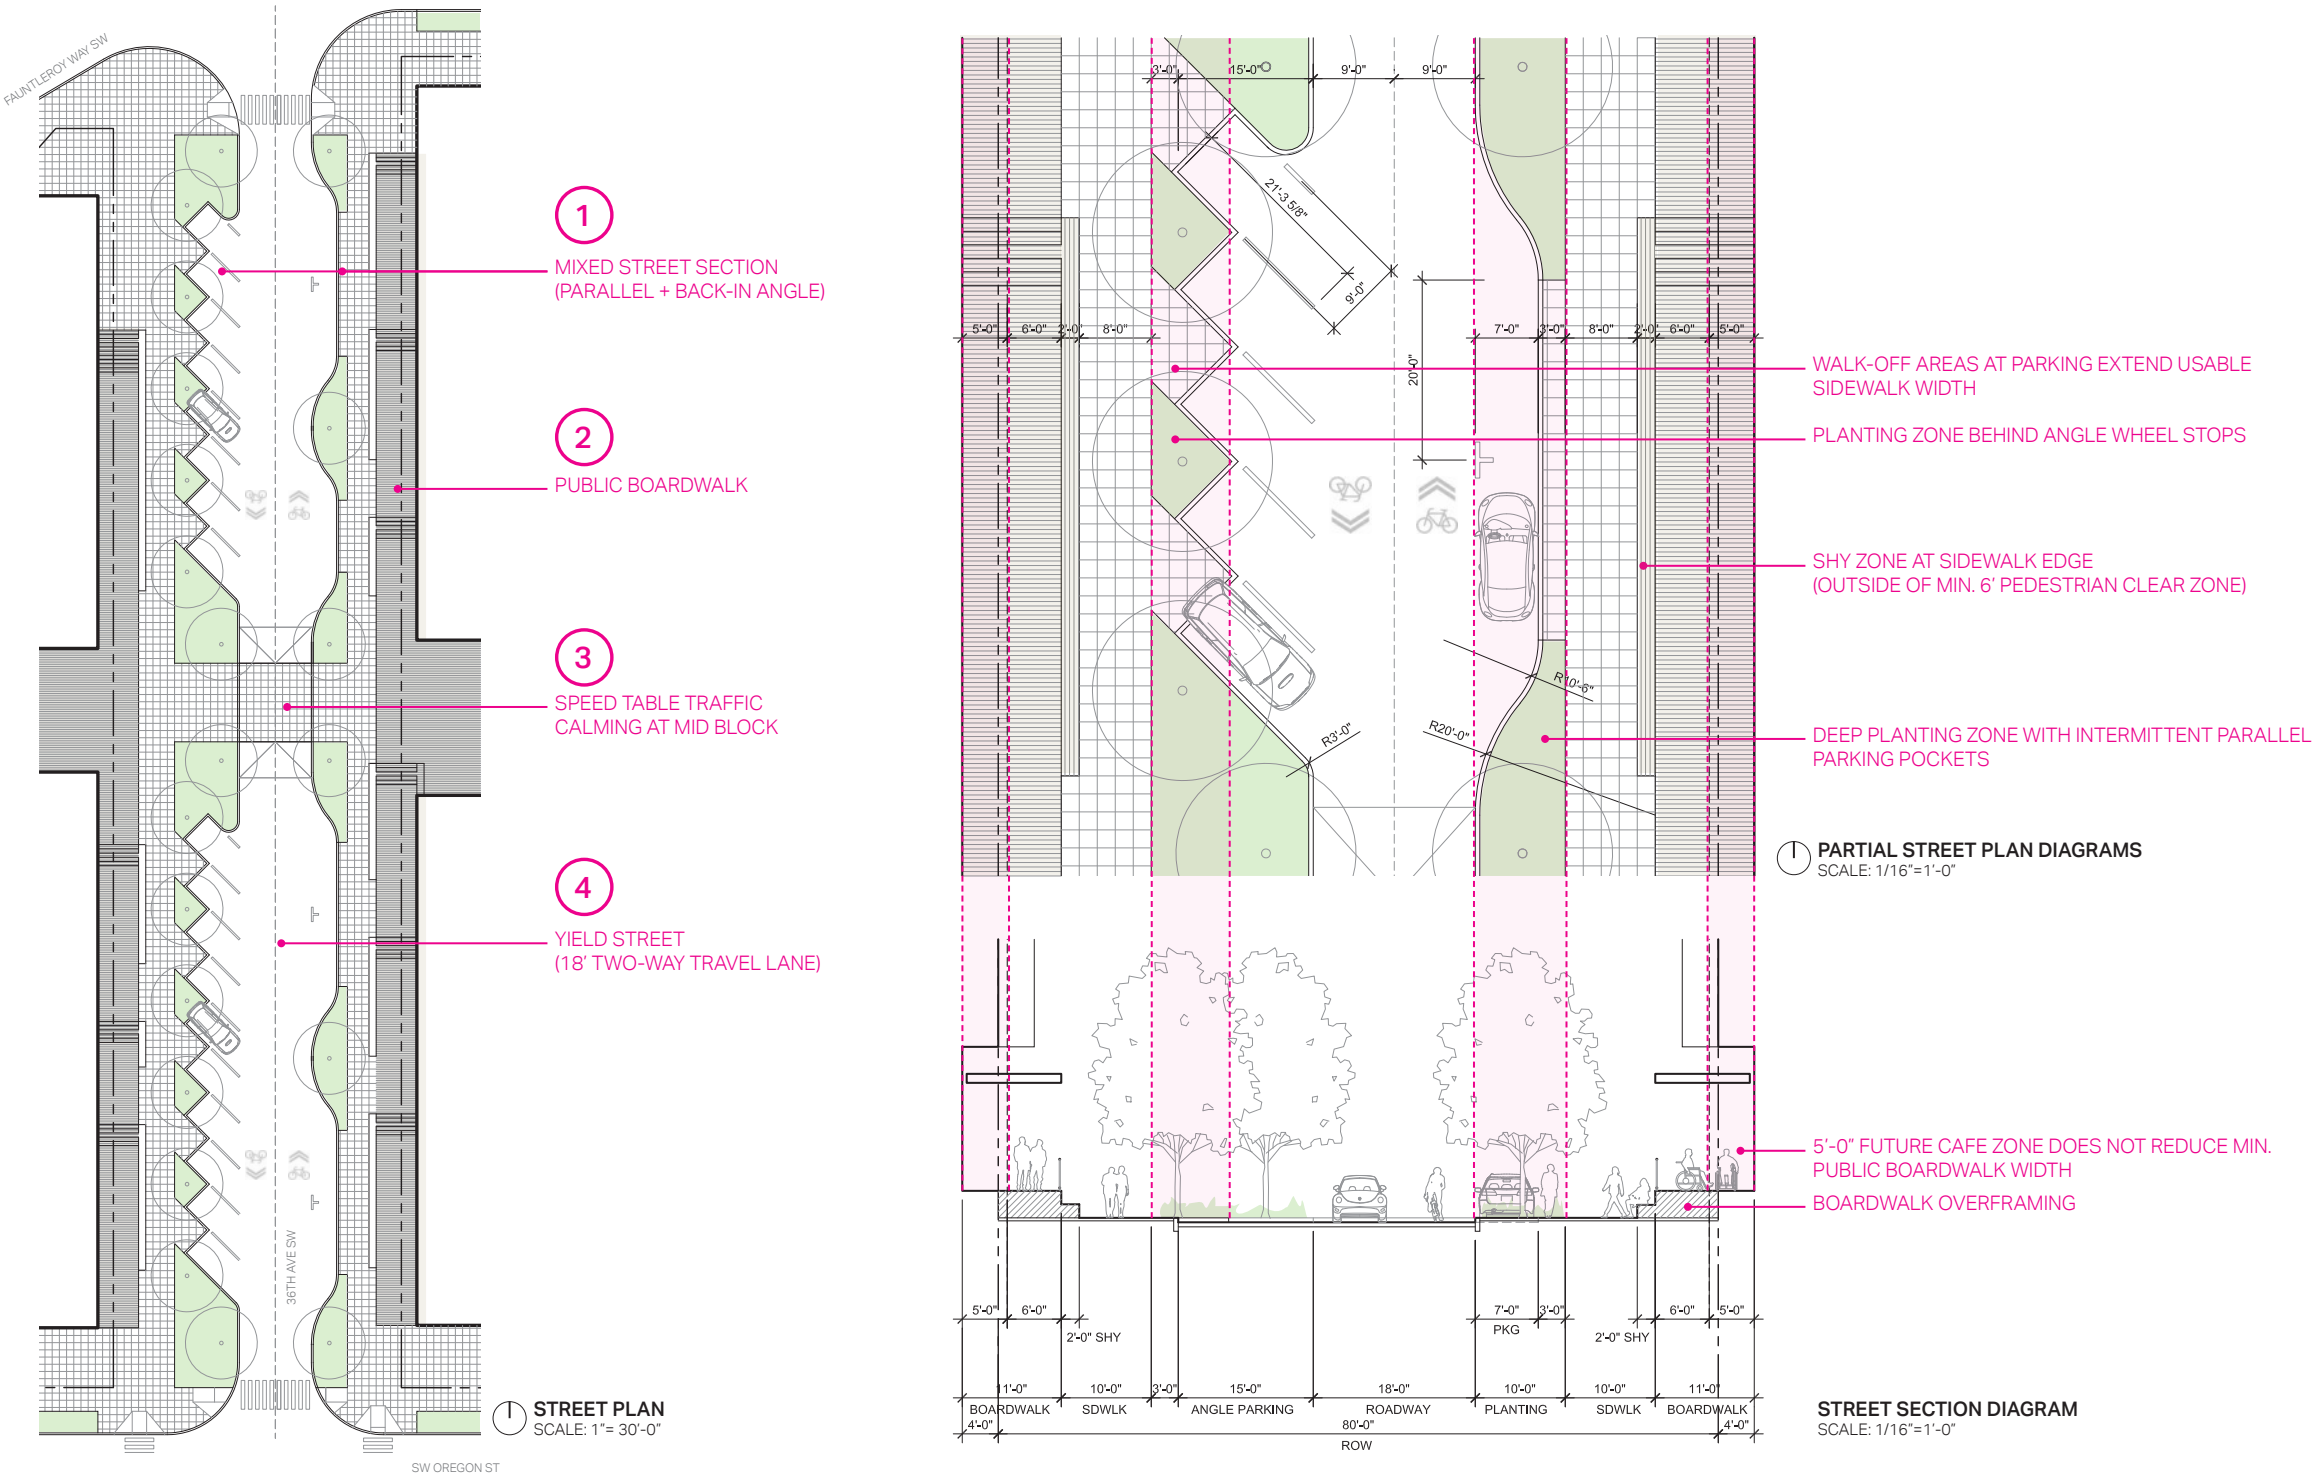 FAUNTLEROY WAY SW
1
MIXED STREET SECTION
(PARALLEL + BACK-IN ANGLE)
2
PUBLIC BOARDWALK
3
SPEED TABLE TRAFFIC
CALMING AT MID BLOCK
4
YIELD STREET
(18' TWO-WAY TRAVEL LANE)
36TH AVE SW
STREET PLAN
SCALE: 1"= 30'-0"
SW OREGON ST
3'-0" 15'-0" 9'-0" 9'-0"
21'-3 5/8"
9'-0"
5'-0" 6'-0" 2'-0" 8'-0" 7'-0" 3'-0" 8'-0" 2'-0" 6'-0" 5'-0"
20'-0"
R10'-6"
R20'-0"
R3'-0"
WALK-OFF AREAS AT PARKING EXTEND USABLE
SIDEWALK WIDTH
PLANTING ZONE BEHIND ANGLE WHEEL STOPS
SHY ZONE AT SIDEWALK EDGE
(OUTSIDE OF MIN. 6' PEDESTRIAN CLEAR ZONE)
DEEP PLANTING ZONE WITH INTERMITTENT PARALLEL
PARKING POCKETS
PARTIAL STREET PLAN DIAGRAMS
SCALE: 1/16"=1'-0"
5'-0" FUTURE CAFE ZONE DOES NOT REDUCE MIN.
PUBLIC BOARDWALK WIDTH
BOARDWALK OVERFRAMING
5'-0" 6'-0" 7'-0" 3'-0" 6'-0" 5'-0"
2'-0" SHY PKG 2'-0" SHY
11'-0" 10'-0" 3'-0" 15'-0" 18'-0" 10'-0" 10'-0" 11'-0"
BOARDWALK SDWLK ANGLE PARKING ROADWAY PLANTING SDWLK BOARDWALK
4'-0" 80'-0" 4'-0"
ROW
STREET SECTION DIAGRAM
SCALE: 1/16"=1'-0"